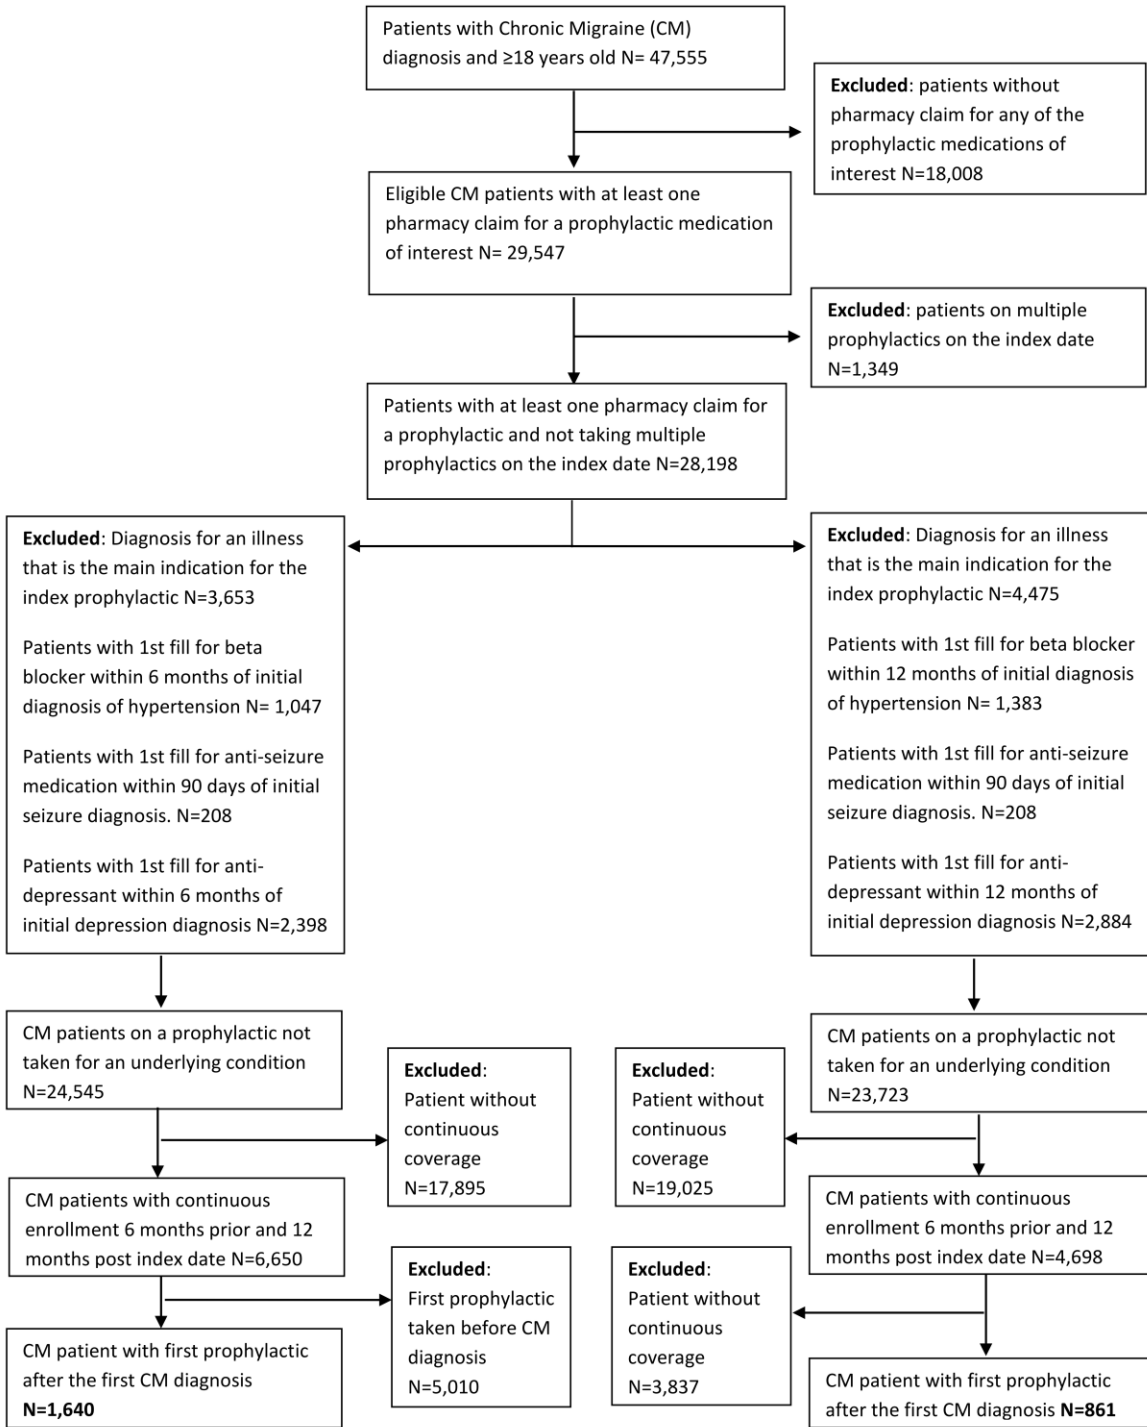 Patients with Chronic Migraine (CM)
diagnosis and ≥18 years old N= 47,555
Excluded: patients without
pharmacy claim for any of the
prophylactic medications of
interest N=18,008
Eligible CM patients with at least one
pharmacy claim for a prophylactic medication
of interest N= 29,547
Excluded: patients on multiple
prophylactics on the index date
N=1,349
Patients with at least one pharmacy claim for
a prophylactic and not taking multiple
prophylactics on the index date N=28,198
Excluded: Diagnosis for an illness
that is the main indication for the
index prophylactic N=3,653
Patients with 1st fill for beta
blocker within 6 months of initial
diagnosis of hypertension N= 1,047
Patients with 1st fill for anti-seizure
medication within 90 days of initial
seizure diagnosis. N=208
Patients with 1st fill for anti-
depressant within 6 months of
initial depression diagnosis N=2,398
Excluded: Diagnosis for an illness
that is the main indication for the
index prophylactic N=4,475
Patients with 1st fill for beta blocker
within 12 months of initial diagnosis
of hypertension N= 1,383
Patients with 1st fill for anti-seizure
medication within 90 days of initial
seizure diagnosis. N=208
Patients with 1st fill for anti-
depressant within 12 months of
initial depression diagnosis N=2,884
CM patients on a prophylactic not
taken for an underlying condition
N=24,545
Excluded:
Patient without
continuous
coverage
N=17,895
Excluded:
Patient without
continuous
coverage
N=19,025
CM patients on a prophylactic not
taken for an underlying condition
N=23,723
CM patients with continuous
enrollment 6 months prior and 12
months post index date N=6,650
Excluded:
First prophylactic
taken before CM
diagnosis
N=5,010
Excluded:
Patient without
continuous
coverage
N=3,837
CM patients with continuous
enrollment 6 months prior and 12
months post index date N=4,698
CM patient with first prophylactic
after the first CM diagnosis
N=1,640
CM patient with first prophylactic
after the first CM diagnosis N=861